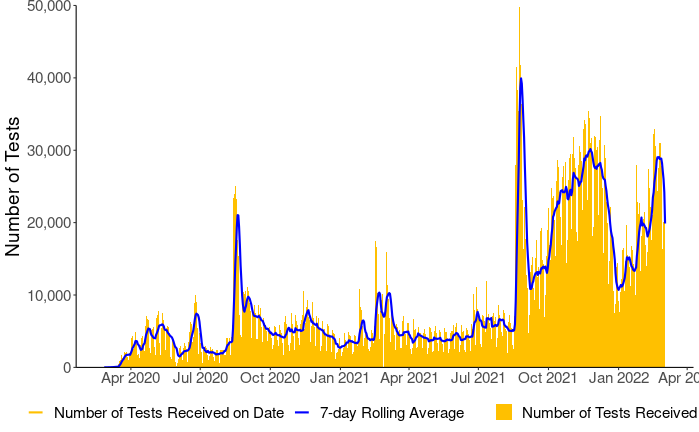 50,000
40,000
30,000
20,000
10,000
0
Number of Tests
Apr 2020 Jul 2020 Oct 2020 Jan 2021 Apr 2021 Jul 2021 Oct 2021 Jan 2022 Apr 20
Number of Tests Received on Date 7-day Rolling Average Number of Tests Received